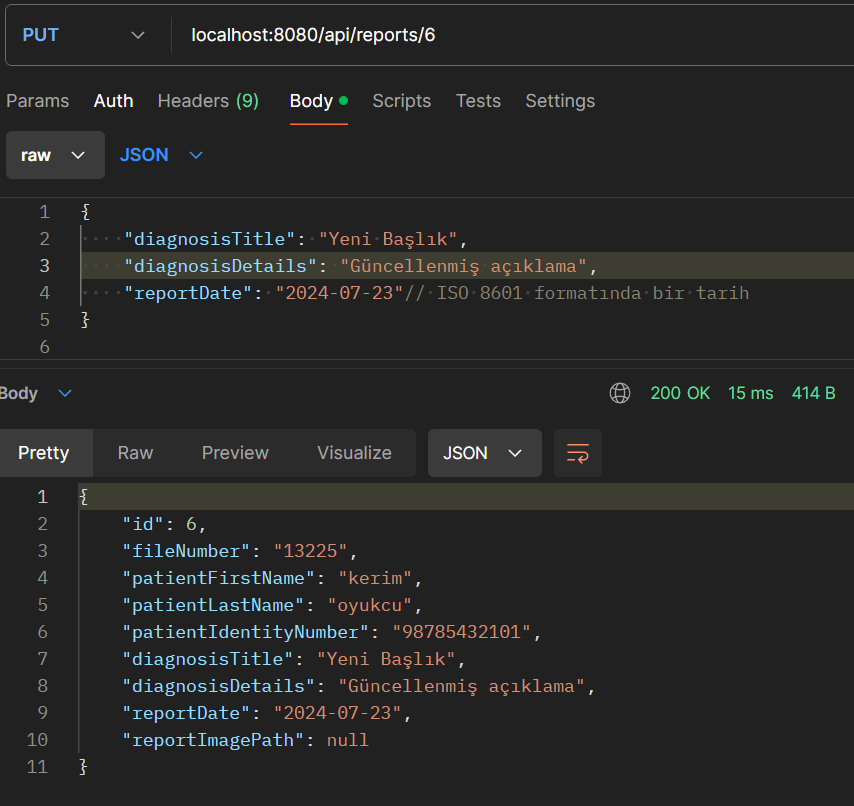 PUT localhost:8080/api/reports/6
Params Auth Headers (9) Body Scripts Tests Settings
raw JSON
1 {
2 "diagnosisTitle": "Yeni Başlık",
3 "diagnosisDetails": "Güncellenmiş açıklama",
4 "reportDate": "2024-07-23"// ISO 8601 formatında bir tarih
5 }
6
Body 200 OK 15 ms 414 B
Pretty Raw Preview Visualize JSON
1 {
2 "id": 6,
3 "fileNumber": "13225",
4 "patientFirstName": "kerim",
5 "patientLastName": "oyukcu",
6 "patientIdentityNumber": "98785432101",
7 "diagnosisTitle": "Yeni Başlık",
8 "diagnosisDetails": "Güncellenmiş açıklama",
9 "reportDate": "2024-07-23",
10 "reportImagePath": null
11 }